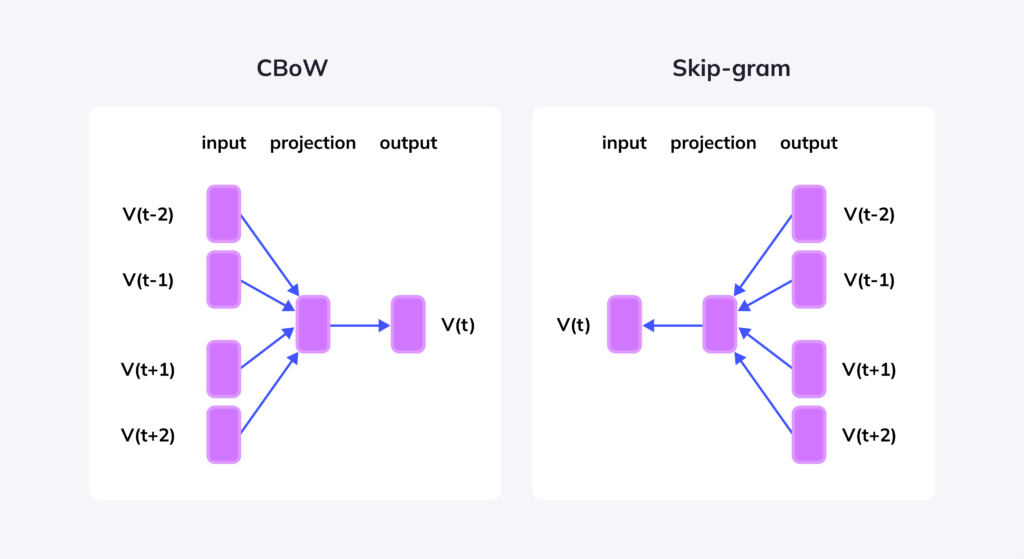 CBoW
input projection output
V(t-2)
V(t-1)
V(t)
V(t+1)
V(t+2)
Skip-gram
input projection output
V(t-2)
V(t-1)
V(t)
V(t+1)
V(t+2)